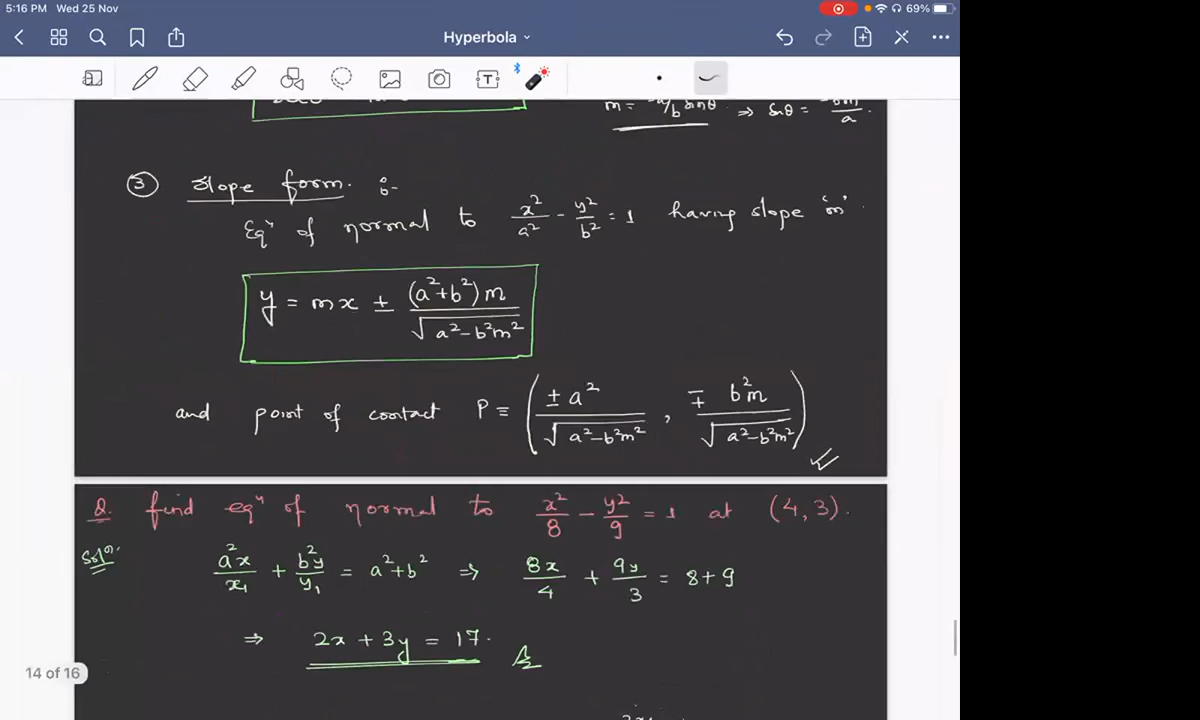 5:16 PM Wed 25 Nov
69%
Hyperbola
m = -a/b sinθ ⇒ sinθ = -bm/a.
③ Slope form. :-
Eqⁿ of normal to x²/a² - y²/b² = 1 having slope 'm'.
y = mx ± (a²+b²)m / √(a²-b²m²)
and point of contact P ≡ (±a² / √(a²-b²m²), ∓ b²m / √(a²-b²m²))
Q. find eqⁿ of normal to x²/8 - y²/9 = 1 at (4,3).
Solⁿ. a²x/x₁ + b²y/y₁ = a²+b² ⇒ 8x/4 + 9y/3 = 8+9
⇒ 2x + 3y = 17.
14 of 16